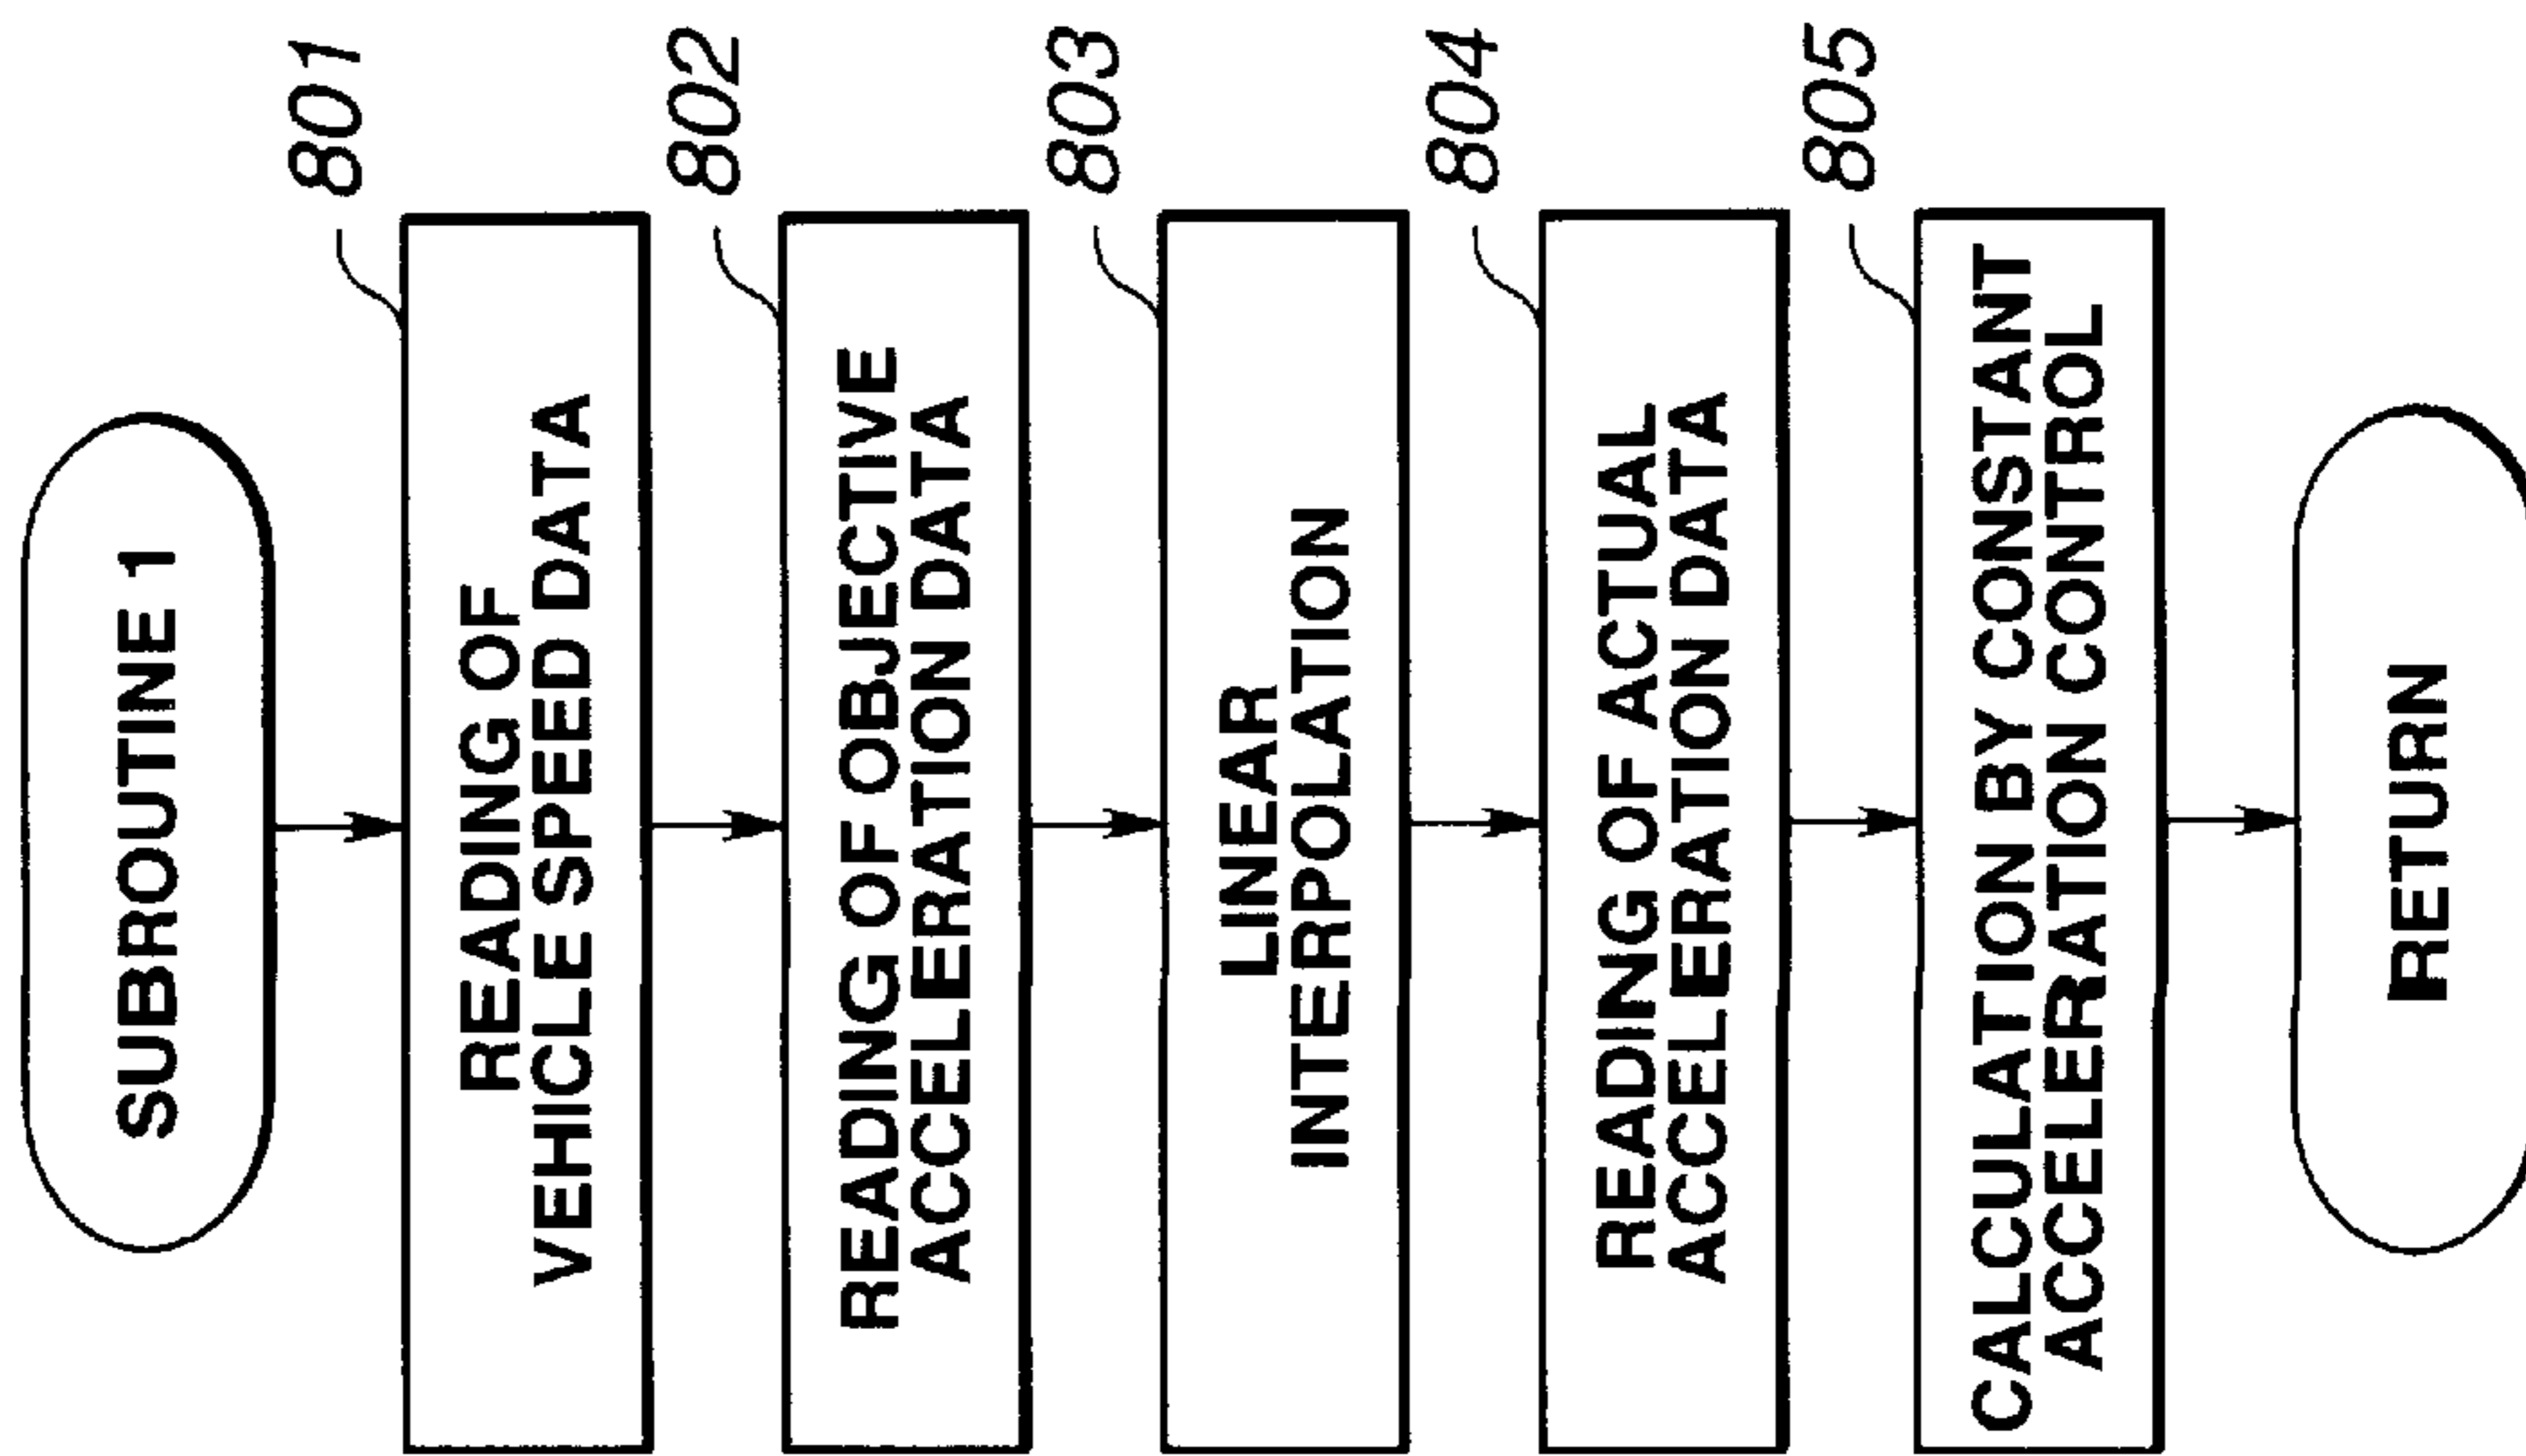 SUBROUTINE 1
801
READING OF
VEHICLE SPEED DATA
802
READING OF OBJECTIVE
ACCELERATION DATA
803
LINEAR
INTERPOLATION
804
READING OF ACTUAL
ACCELERATION DATA
805
CALCULATION BY CONSTANT
ACCELERATION CONTROL
RETURN